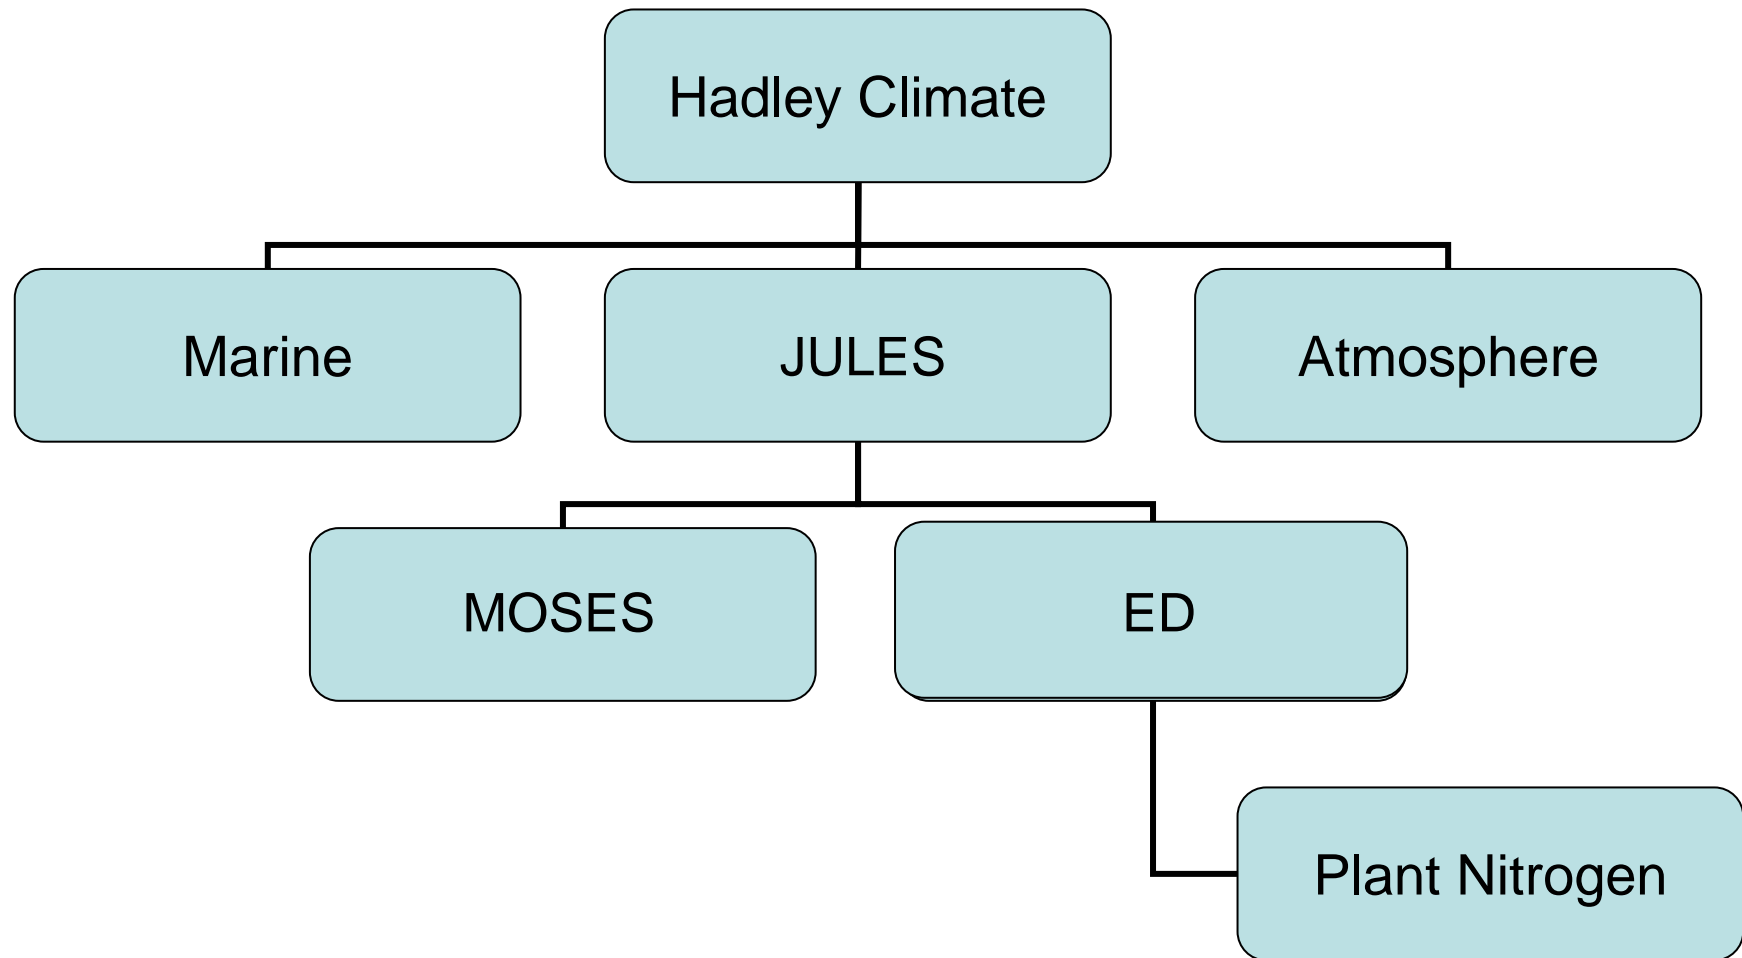 Hadley Climate
Marine
JULES
Atmosphere
MOSES
ED
Plant Nitrogen